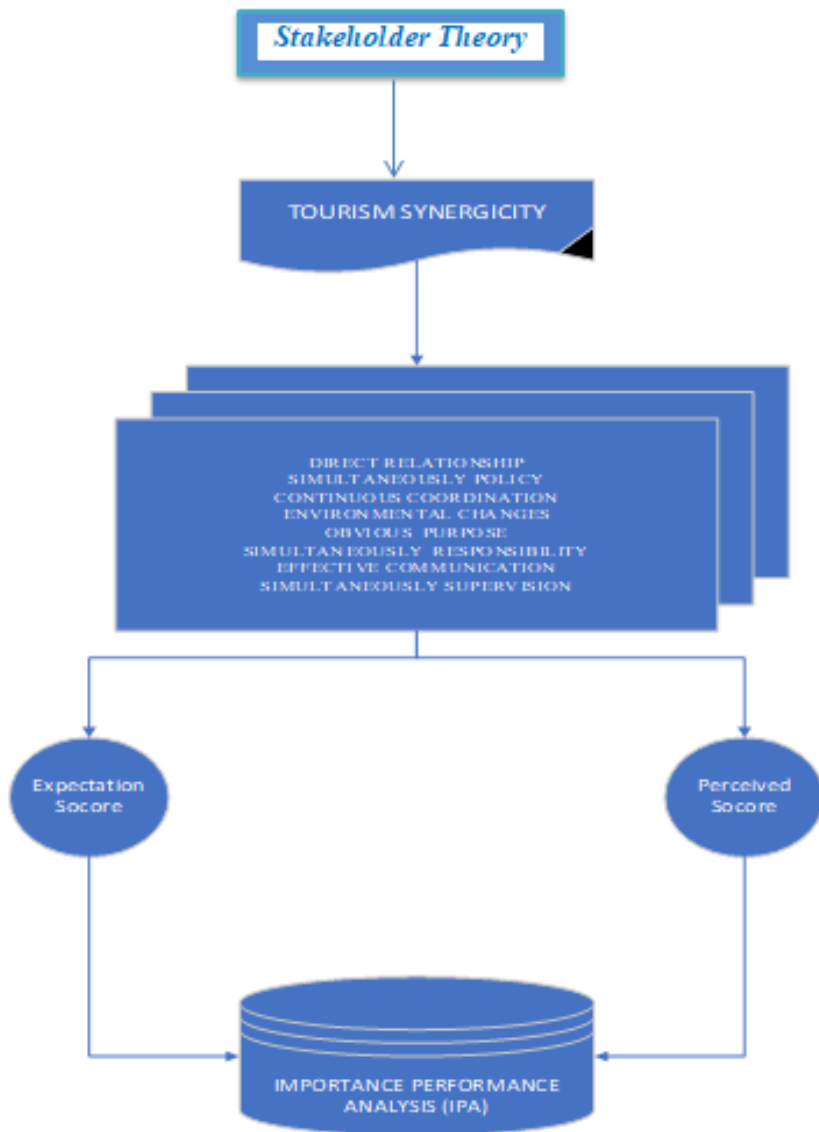 Stakeholder Theory
TOURISM SYNERGICITY
DIRECT RELATIONSHIP
SIMULTANEOUSLY POLICY
CONTINUOUS COORDINATION
ENVIRONMENTAL CHANGES
OBVIOUS PURPOSE
SIMULTANEOUSLY RESPONSIBILITY
EFFECTIVE COMMUNICATION
SIMULTANEOUSLY SUPERVISION
Expectation
Socore
Perceived
Socore
IMPORTANCE PERFORMANCE
ANALYSIS (IPA)